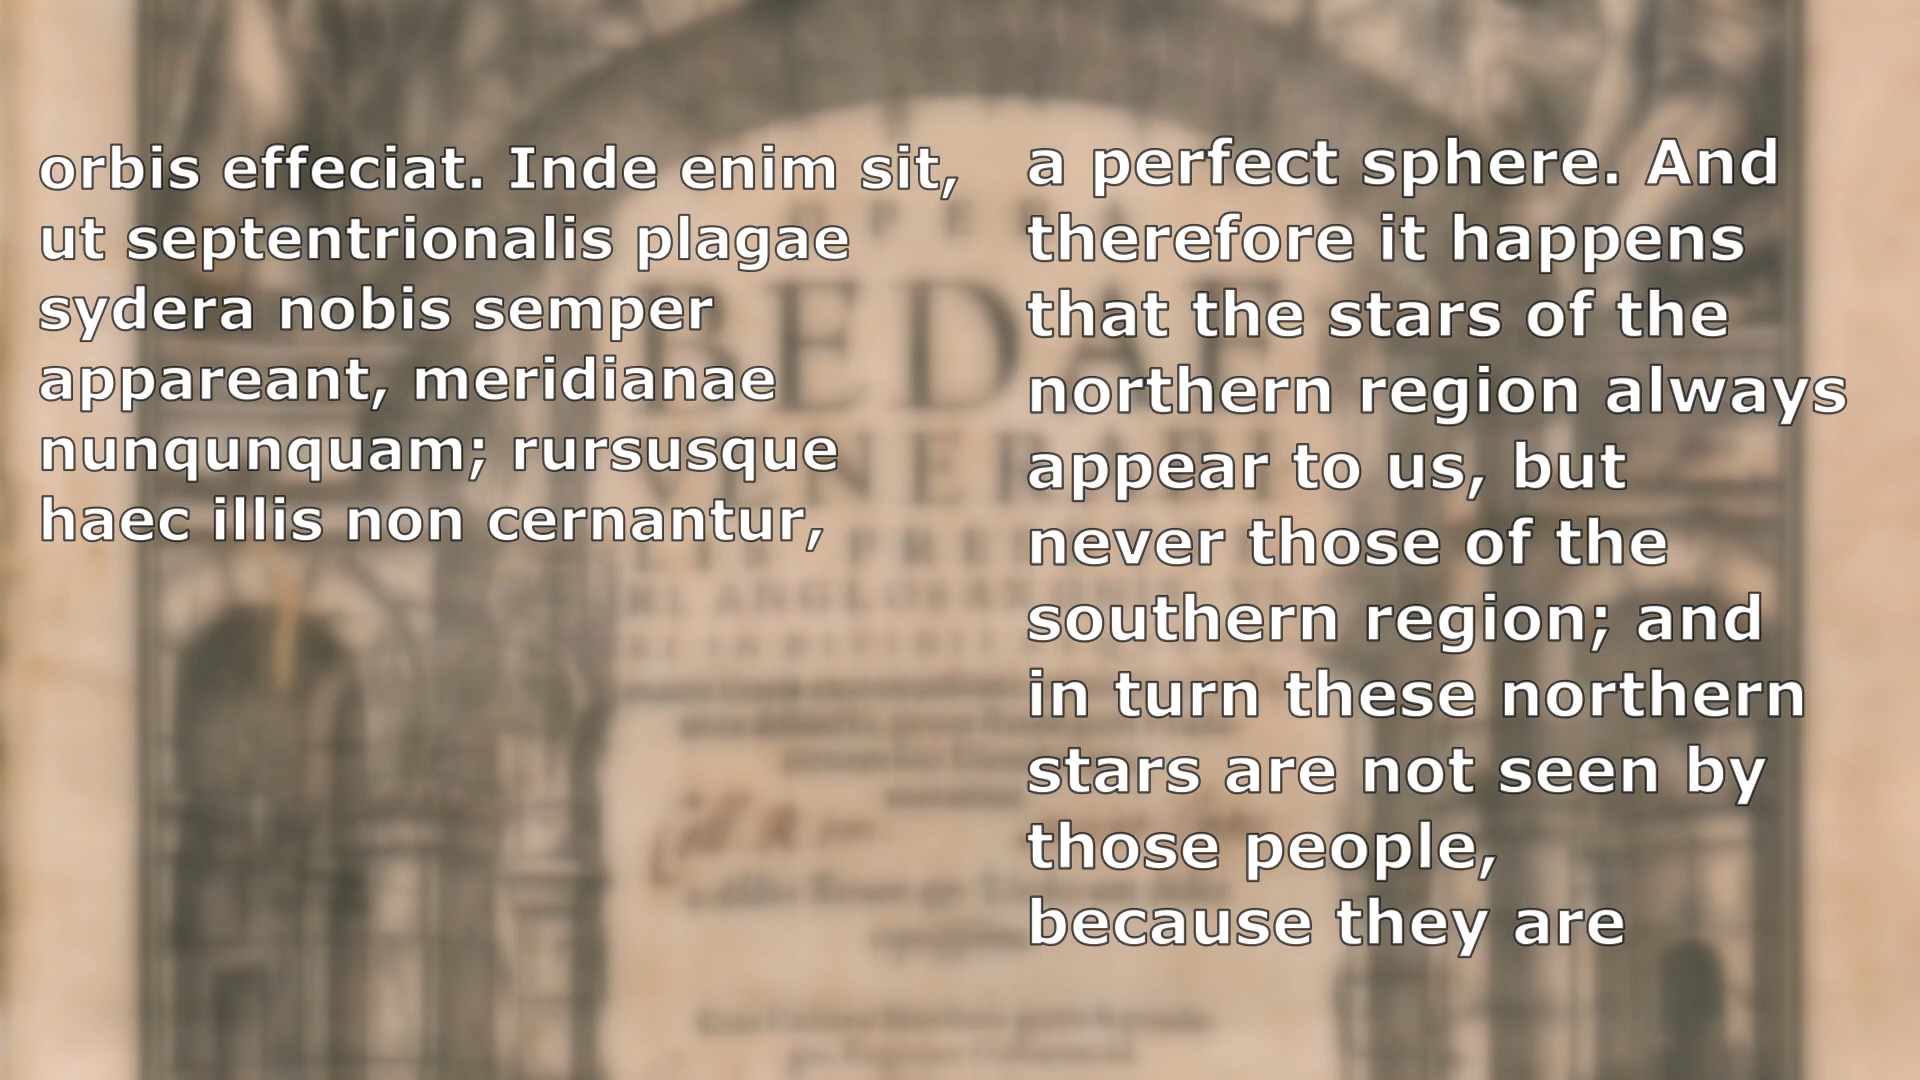 orbis effeciat. Inde enim sit,
ut septentrionalis plagae
sydera nobis semper
appareant, meridianae
nunqunquam; rursusque
haec illis non cernantur,
a perfect sphere. And
therefore it happens
that the stars of the
northern region always
appear to us, but
never those of the
southern region; and
in turn these northern
stars are not seen by
those people,
because they are
OPERA
BEDAE
VENERABI